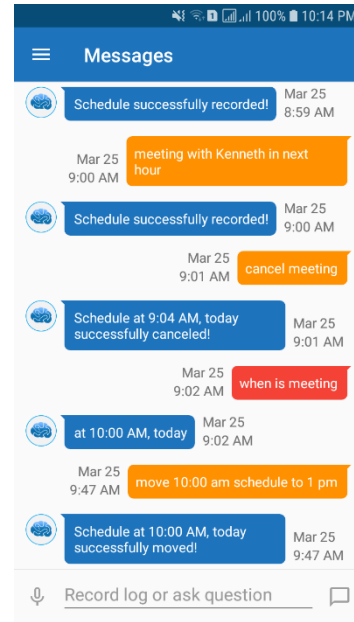 100% 10:14 PM
Messages
Schedule successfully recorded!
Mar 25
8:59 AM
Mar 25
9:00 AM
meeting with Kenneth in next
hour
Schedule successfully recorded!
Mar 25
9:00 AM
Mar 25
9:01 AM
cancel meeting
Schedule at 9:04 AM, today
successfully canceled!
Mar 25
9:01 AM
Mar 25
9:02 AM
when is meeting
at 10:00 AM, today
Mar 25
9:02 AM
Mar 25
9:47 AM
move 10:00 am schedule to 1 pm
Schedule at 10:00 AM, today
successfully moved!
Mar 25
9:47 AM
Record log or ask question